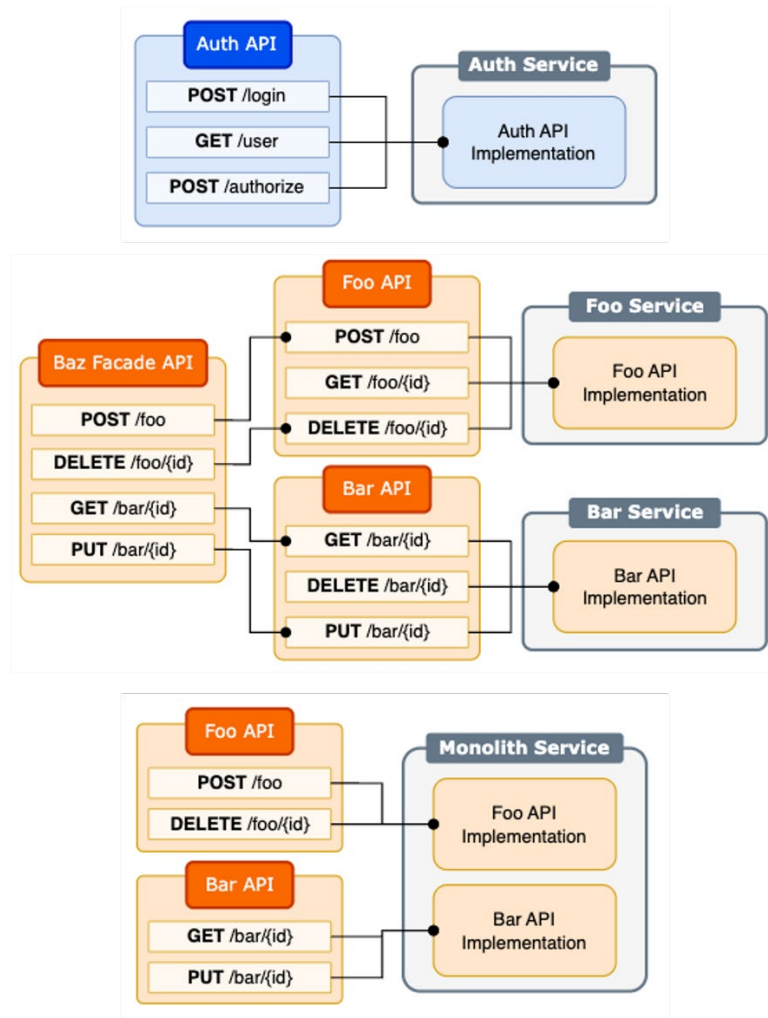 Auth API
POST /login
GET /user
POST /authorize
Auth Service
Auth API
Implementation
Baz Facade API
POST /foo
DELETE /foo/{id}
GET /bar/{id}
PUT /bar/{id}
Foo API
POST /foo
GET /foo/{id}
DELETE /foo/{id}
Foo Service
Foo API
Implementation
Bar API
GET /bar/{id}
DELETE /bar/{id}
PUT /bar/{id}
Bar Service
Bar API
Implementation
Foo API
POST /foo
DELETE /foo/{id}
Bar API
GET /bar/{id}
PUT /bar/{id}
Monolith Service
Foo API
Implementation
Bar API
Implementation